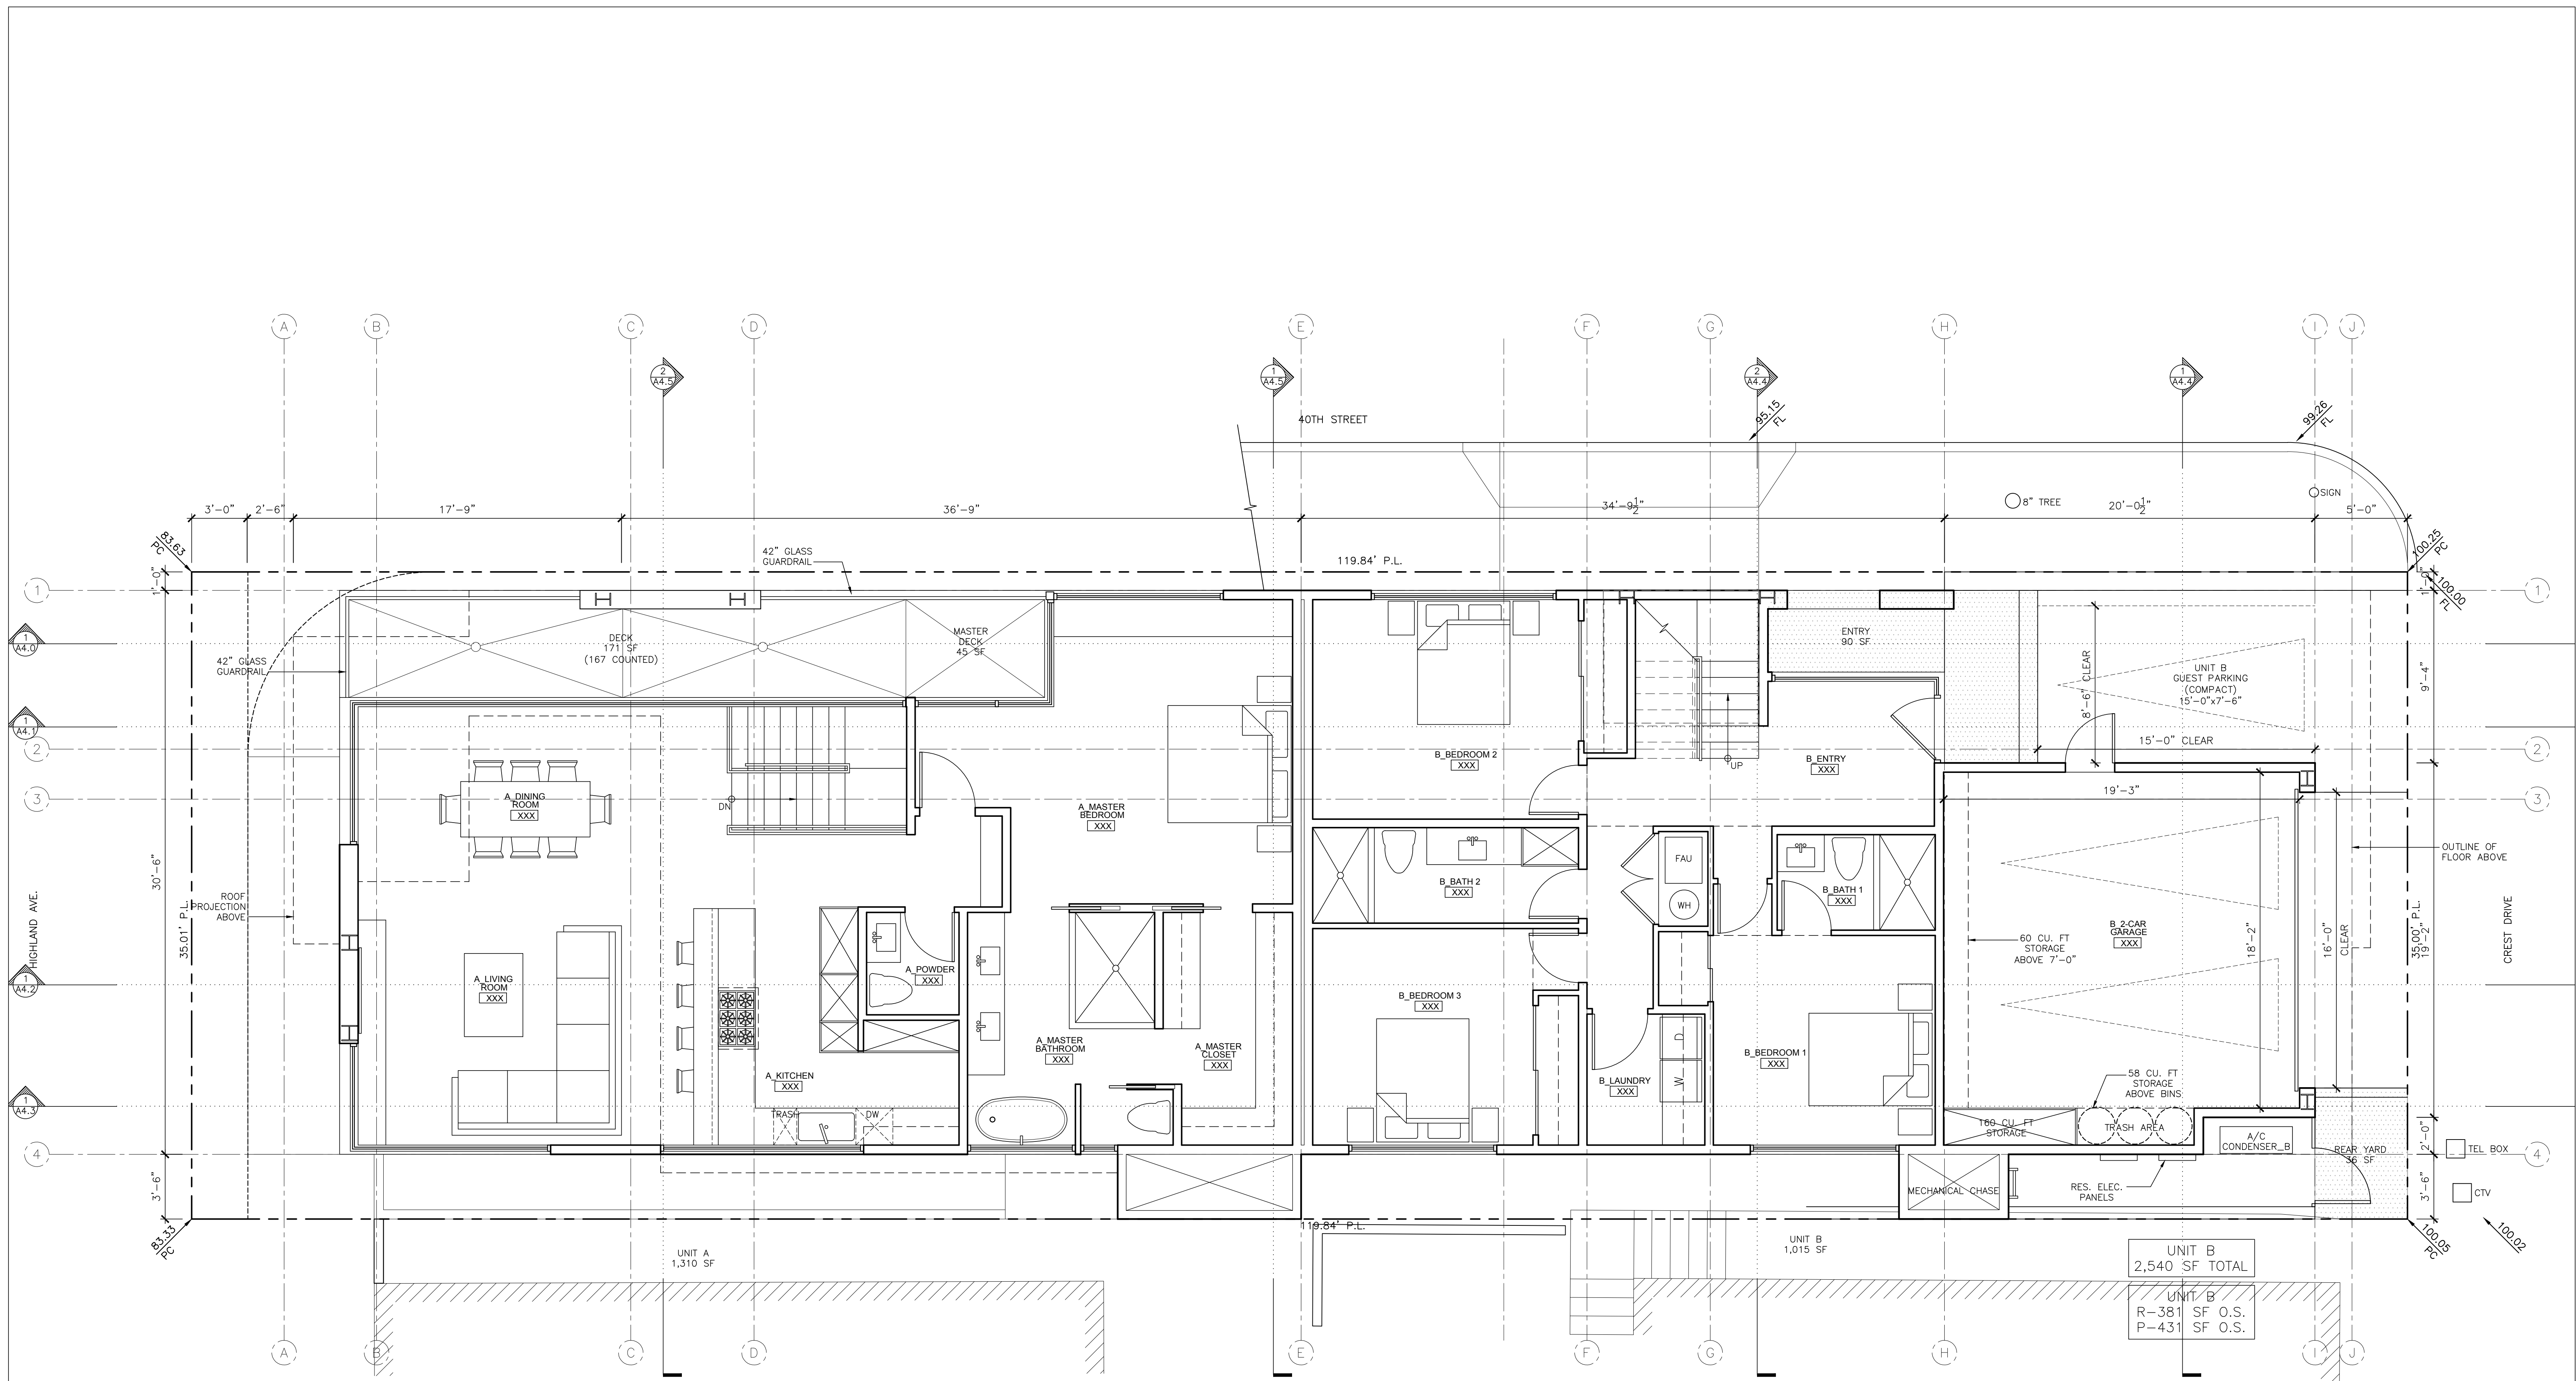 A
B
C
D
E
F
G
H
I
J
2
A4.5
1
A4.5
2
A4.4
1
A4.4
40TH STREET
95.15
FL
99.26
FL
8" TREE
SIGN
3'-0"
2'-6"
17'-9"
36'-9"
34'-9 1/2"
20'-0 1/2"
5'-0"
83.63
PC
42" GLASS
GUARDRAIL
119.84' P.L.
100.25
PC
100.00
FL
1'-0"
1'-0"
1
1
1
A4.0
DECK
171 SF
(167 COUNTED)
MASTER
DECK
45 SF
ENTRY
90 SF
42" GLASS
GUARDRAIL
UNIT B
GUEST PARKING
(COMPACT)
15'-0"x7'-6"
8'-6" CLEAR
9'-4"
1
A4.1
2
15'-0" CLEAR
2
B_BEDROOM 2
XXX
UP
B_ENTRY
XXX
3
A_DINING
ROOM
XXX
DN
A_MASTER
BEDROOM
XXX
19'-3"
3
30'-6"
OUTLINE OF
FLOOR ABOVE
FAU
WH
B_BATH 2
XXX
B_BATH 1
XXX
ROOF
PROJECTION
ABOVE
HIGHLAND AVE.
35.01' P.L.
B_2-CAR
GARAGE
XXX
60 CU. FT
STORAGE
ABOVE 7'-0"
18'-2"
16'-0"
CLEAR
35.00' P.L.
19'-2"
CREST DRIVE
1
A4.2
A_LIVING
ROOM
XXX
A_POWDER
XXX
B_BEDROOM 3
XXX
A_MASTER
BATHROOM
XXX
A_MASTER
CLOSET
XXX
D
W
B_BEDROOM 1
XXX
A_KITCHEN
XXX
B_LAUNDRY
XXX
58 CU. FT
STORAGE
ABOVE BINS
1
A4.3
TRASH
DW
160 CU. FT
STORAGE
TRASH AREA
A/C
CONDENSER_B
REAR YARD
36 SF
2'-0"
TEL BOX
4
4
3'-6"
MECHANICAL CHASE
RES. ELEC.
PANELS
3'-6"
CTV
83.33
PC
119.84' P.L.
100.05
PC
100.02
UNIT A
1,310 SF
UNIT B
1,015 SF
UNIT B
2,540 SF TOTAL
UNIT B
R-381 SF O.S.
P-431 SF O.S.
A
B
C
D
E
F
G
H
I
J